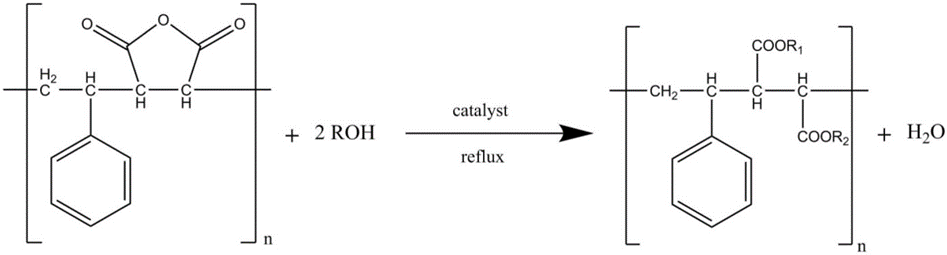 O O O
H2
C H C C
H H
n
+ 2 ROH
catalyst
reflux
COOR1
CH2 H C C H
H
COOR2
n
+ H2O